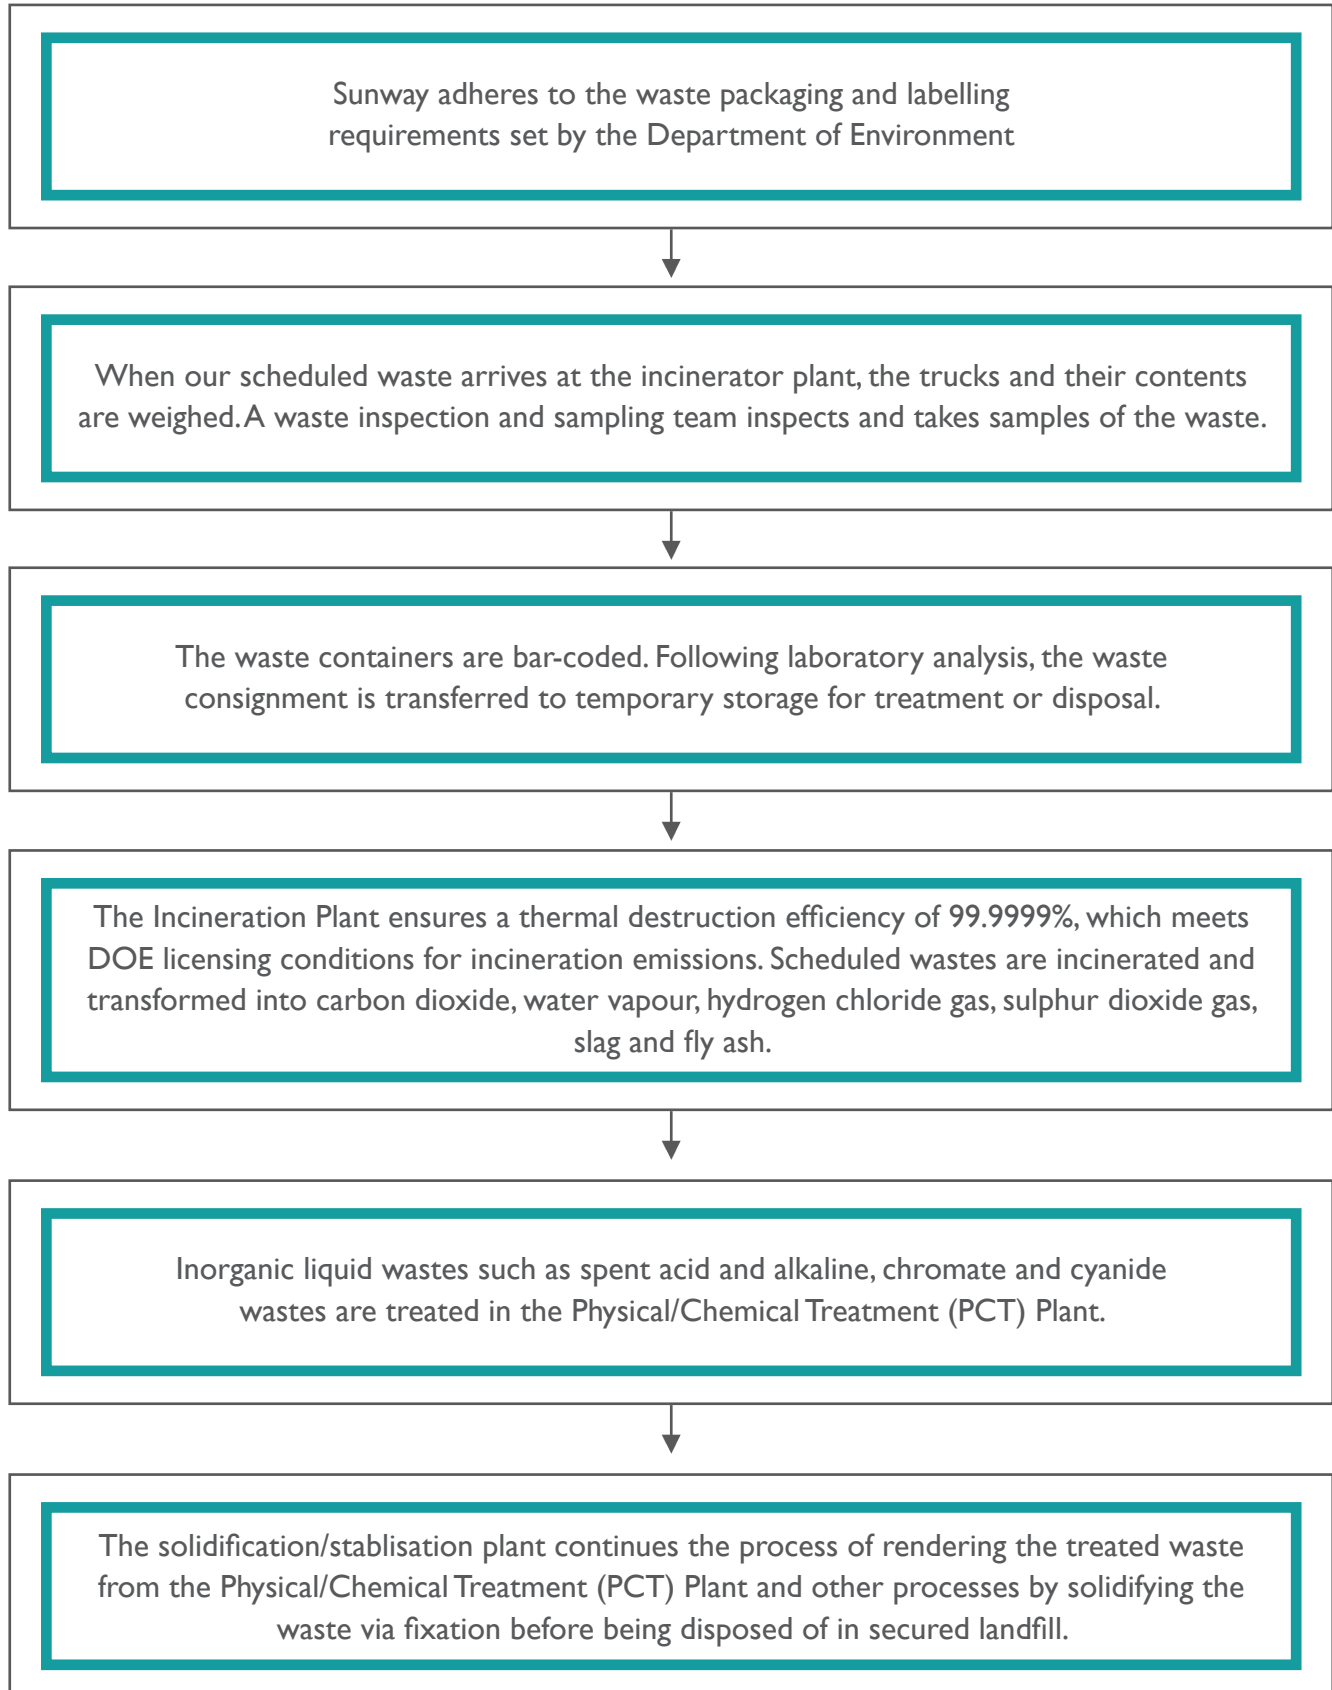 Sunway adheres to the waste packaging and labelling
requirements set by the Department of Environment
When our scheduled waste arrives at the incinerator plant, the trucks and their contents
are weighed. A waste inspection and sampling team inspects and takes samples of the waste.
The waste containers are bar-coded. Following laboratory analysis, the waste
consignment is transferred to temporary storage for treatment or disposal.
The Incineration Plant ensures a thermal destruction efficiency of 99.9999%, which meets
DOE licensing conditions for incineration emissions. Scheduled wastes are incinerated and
transformed into carbon dioxide, water vapour, hydrogen chloride gas, sulphur dioxide gas,
slag and fly ash.
Inorganic liquid wastes such as spent acid and alkaline, chromate and cyanide
wastes are treated in the Physical/Chemical Treatment (PCT) Plant.
The solidification/stablisation plant continues the process of rendering the treated waste
from the Physical/Chemical Treatment (PCT) Plant and other processes by solidifying the
waste via fixation before being disposed of in secured landfill.